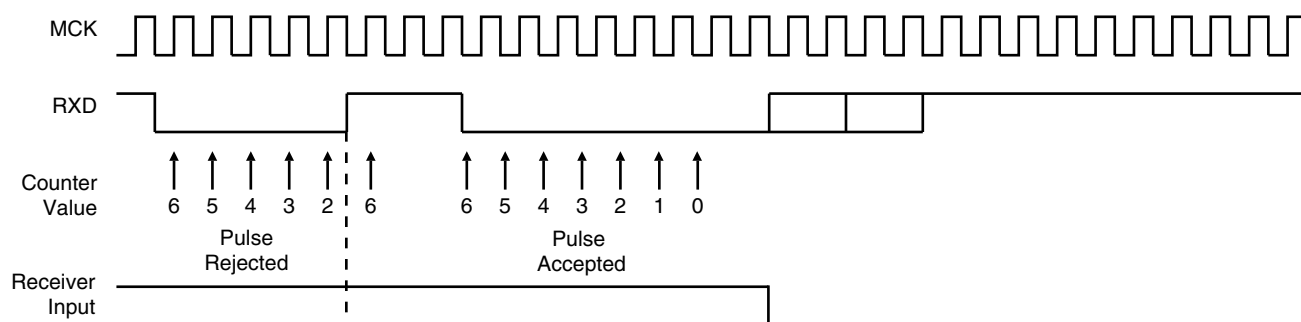 MCK
RXD
Counter
Value
6 5 4 3 2 6 6 5 4 3 2 1 0
Pulse
Rejected
Pulse
Accepted
Receiver
Input